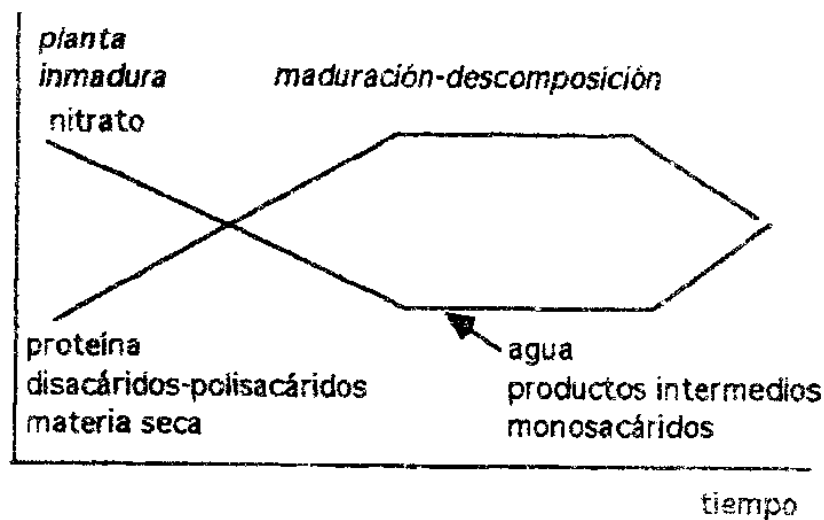 planta
inmadura
maduración-descomposición
nitrato
proteína
disacáridos-polisacáridos
materia seca
agua
productos intermedios
monosacáridos
tiempo